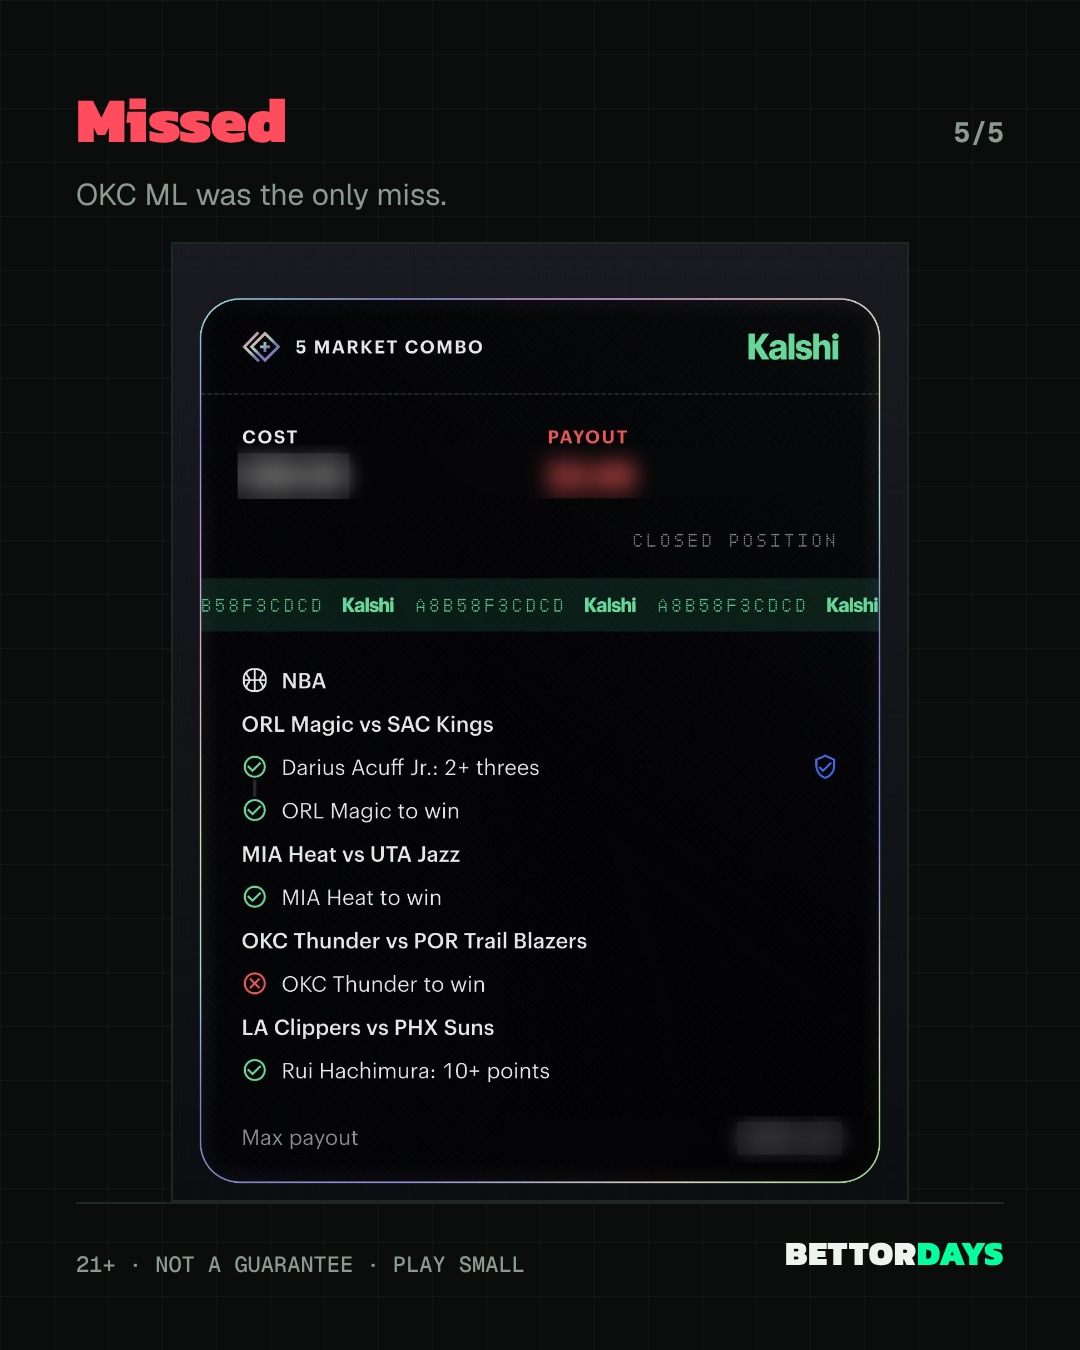 Missed
5/5
OKC ML was the only miss.
5 MARKET COMBO
Kalshi
COST
PAYOUT
CLOSED POSITION
B58F3CDCD Kalshi A8B58F3CDCD Kalshi A8B58F3CDCD Kalshi
NBA
ORL Magic vs SAC Kings
Darius Acuff Jr.: 2+ threes
ORL Magic to win
MIA Heat vs UTA Jazz
MIA Heat to win
OKC Thunder vs POR Trail Blazers
OKC Thunder to win
LA Clippers vs PHX Suns
Rui Hachimura: 10+ points
Max payout
21+ · NOT A GUARANTEE · PLAY SMALL
BETTORDAYS